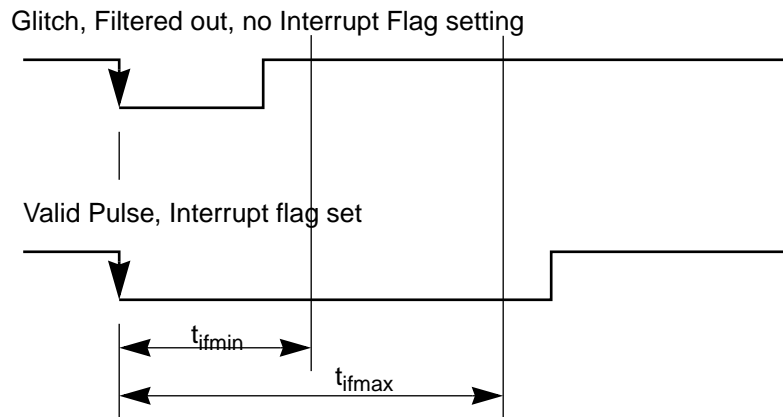 Glitch, Filtered out, no Interrupt Flag setting
Valid Pulse, Interrupt flag set
tifmin
tifmax